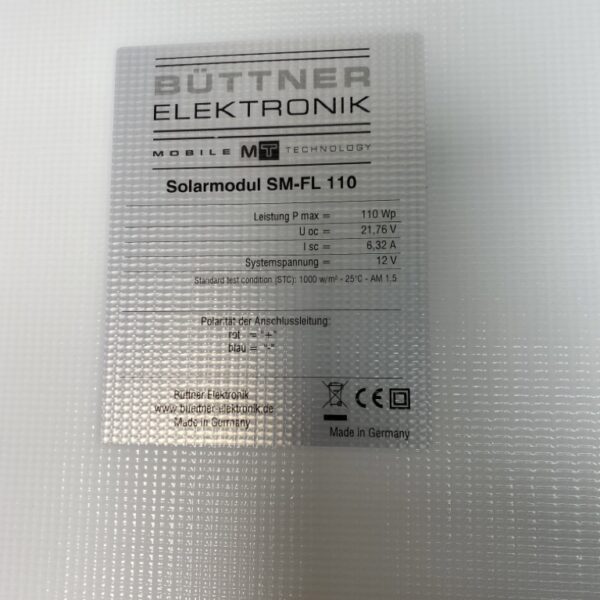 BÜTTNER
ELEKTRONIK
MOBILE MT TECHNOLOGY
Solarmodul SM-FL 110
Leistung P max = 110 Wp
U oc = 21,76 V
I sc = 6,32 A
Systemspannung = 12 V
Standard test condition (STC): 1000 w/m² - 25°C - AM 1,5
Polarität der Anschlussleitung:
rot = "+"
blau = "-"
Büttner Elektronik
www.buettner-elektronik.de
Made in Germany
CE
Made in Germany